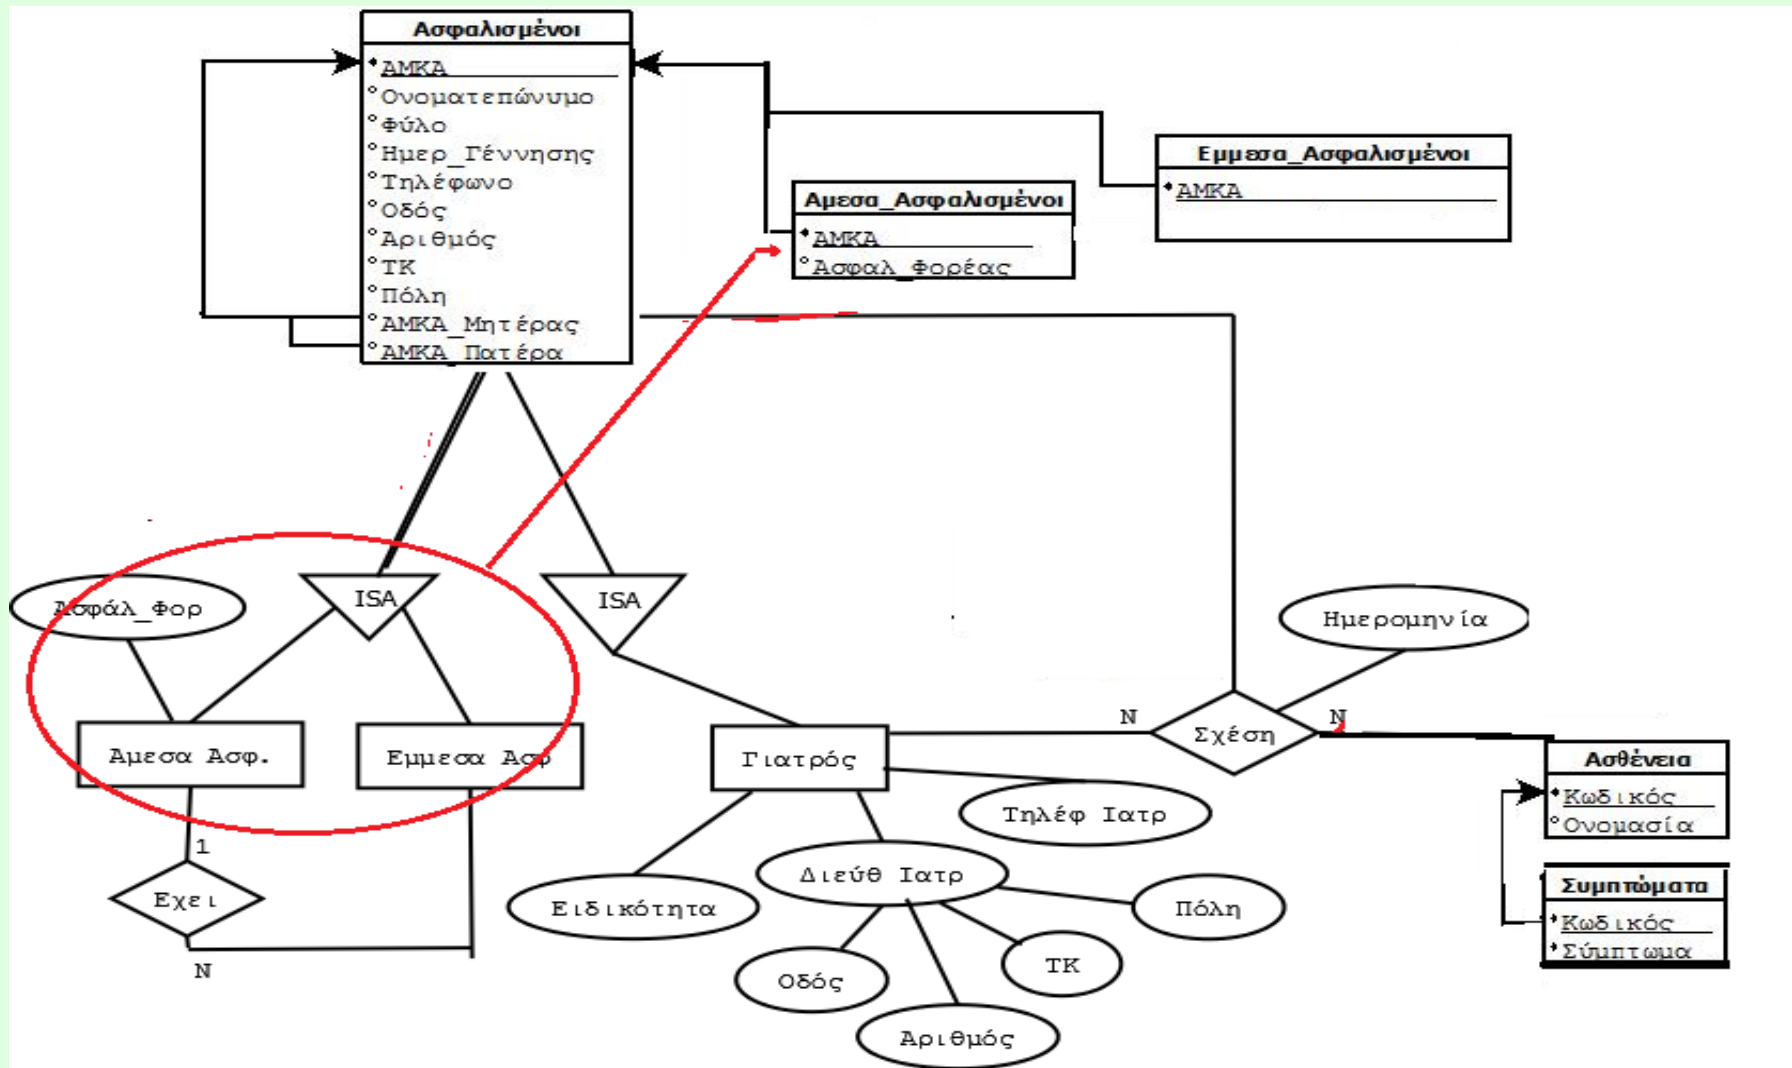 Ασφαλισμένοι
ΑΜΚΑ
Ονοματεπώνυμο
Φύλο
Ημερ_Γέννησης
Τηλέφωνο
Οδός
Αριθμός
ΤΚ
Πόλη
ΑΜΚΑ_Μητέρας
ΑΜΚΑ_Πατέρα
Αμεσα_Ασφαλισμένοι
ΑΜΚΑ
Ασφαλ_Φορέας
Εμμεσα_Ασφαλισμένοι
ΑΜΚΑ
Ασφάλ_Φορ
ISA
ISA
Ημερομηνία
Άμεσα Ασφ.
Εμμεσα Ασφ
Γιατρός
N
Σχέση
N
1
Εχει
N
Τηλέφ Ιατρ
Διεύθ Ιατρ
Ειδικότητα
Πόλη
Οδός
ΤΚ
Αριθμός
Ασθένεια
Κωδικός
Ονομασία
Συμπτώματα
Κωδικός
Σύμπτωμα